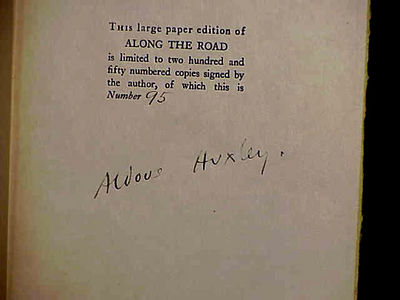 This large paper edition of
ALONG THE ROAD
is limited to two hundred and
fifty numbered copies signed by
the author, of which this is
Number 95
Aldous Huxley.